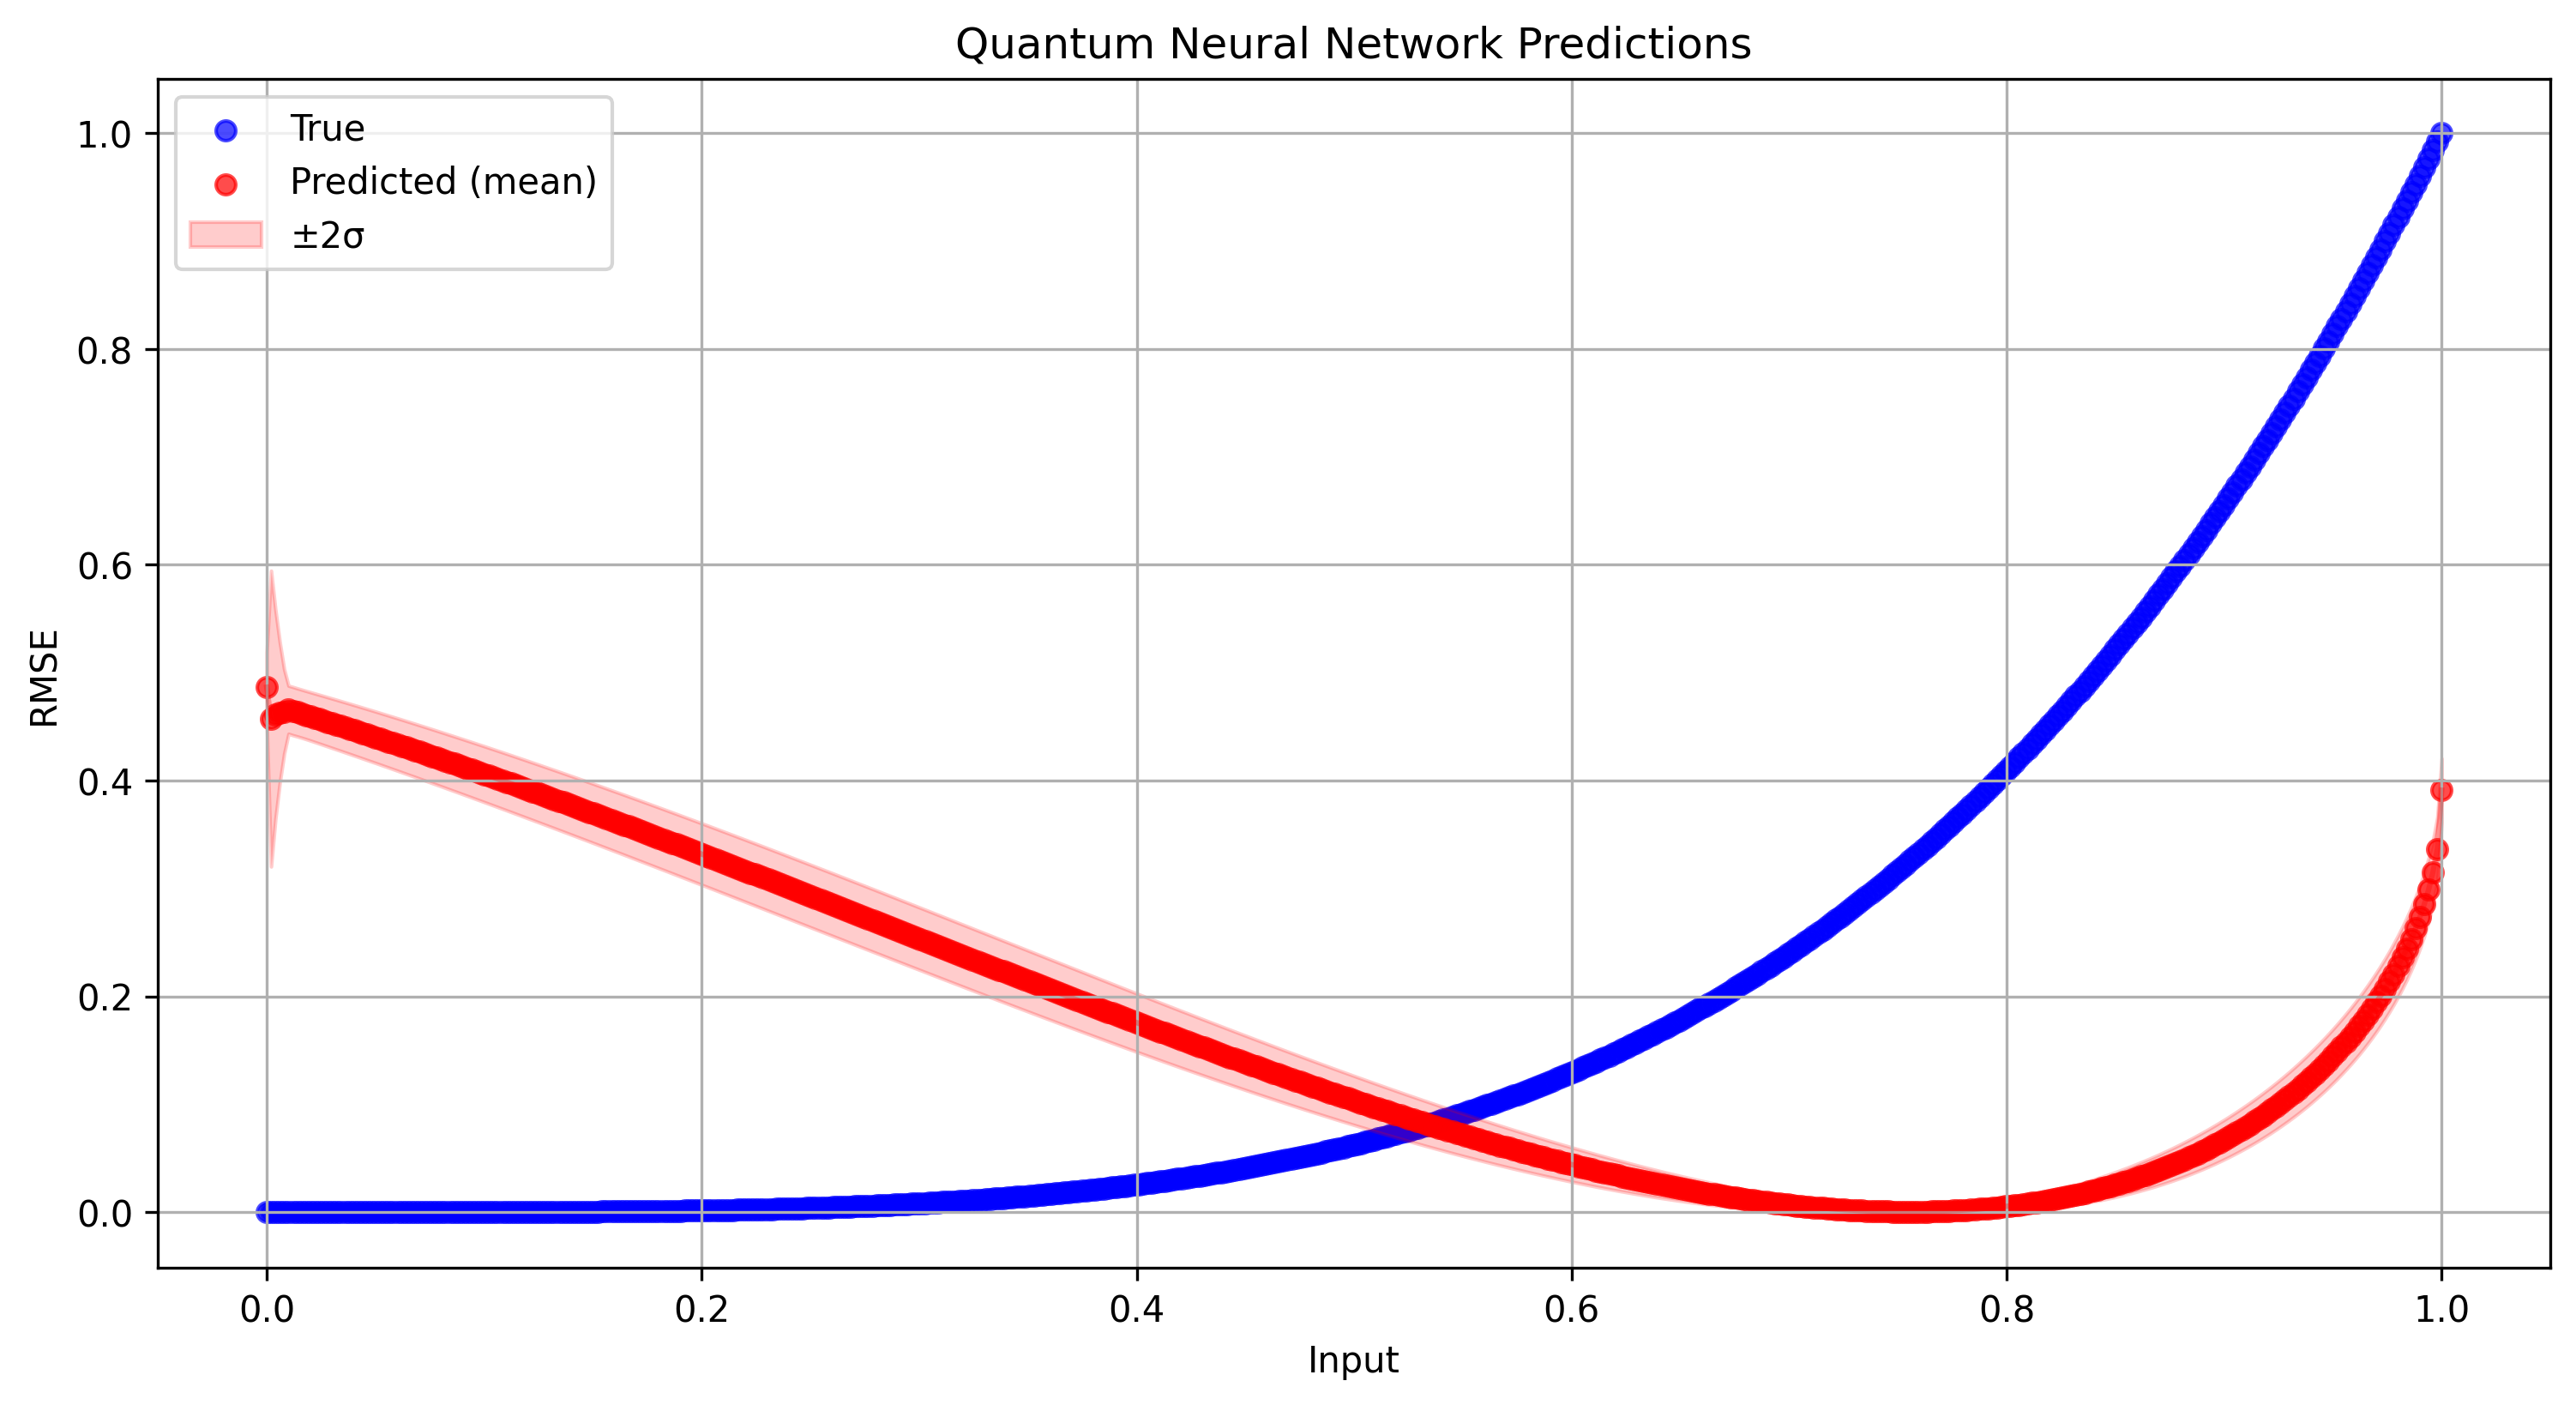 Quantum Neural Network Predictions
True
Predicted (mean)
±2σ
1.0
0.8
0.6
0.4
0.2
0.0
RMSE
0.0 0.2 0.4 0.6 0.8 1.0
Input